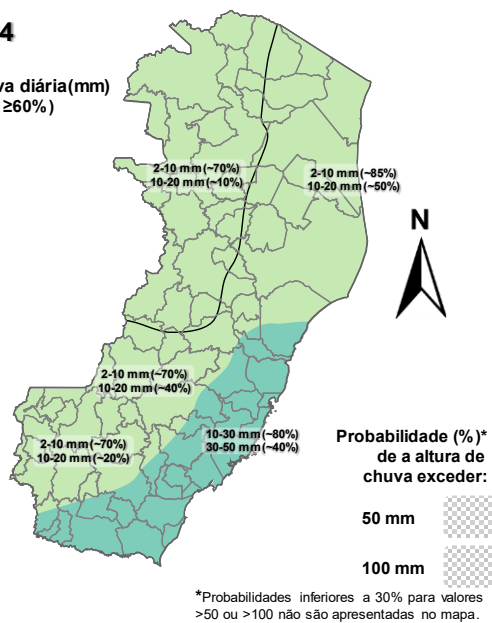 4
va diária(mm)
≥60%)
2-10 mm(~70%)
10-20 mm(~10%)
2-10 mm(~85%)
10-20 mm(~50%)
N
2-10 mm(~70%)
10-20 mm(~40%)
2-10 mm(~70%)
10-20 mm(~20%)
10-30 mm(~80%)
30-50 mm(~40%)
Probabilidade (%)*
de a altura de
chuva exceder:
50 mm
100 mm
*Probabilidades inferiores a 30% para valores
>50 ou >100 não são apresentadas no mapa.